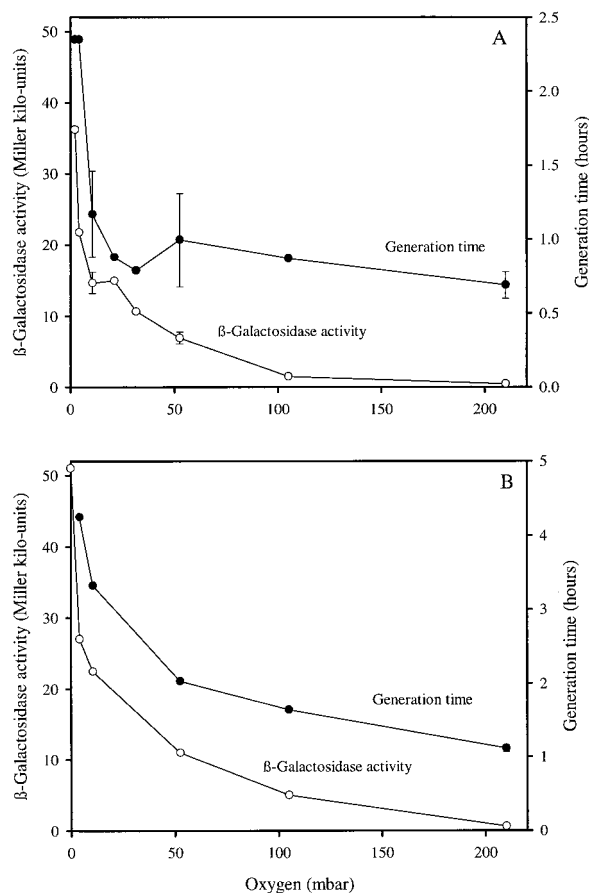 A
ß-Galactosidase activity (Miller kilo-units)
50
40
30
20
10
0
2.5
2.0
1.5
1.0
0.5
0.0
Generation time (hours)
Generation time
ß-Galactosidase activity
0 50 100 150 200
B
ß-Galactosidase activity (Miller kilo-units)
50
40
30
20
10
0
5
4
3
2
1
0
Generation time (hours)
Generation time
ß-Galactosidase activity
0 50 100 150 200
Oxygen (mbar)